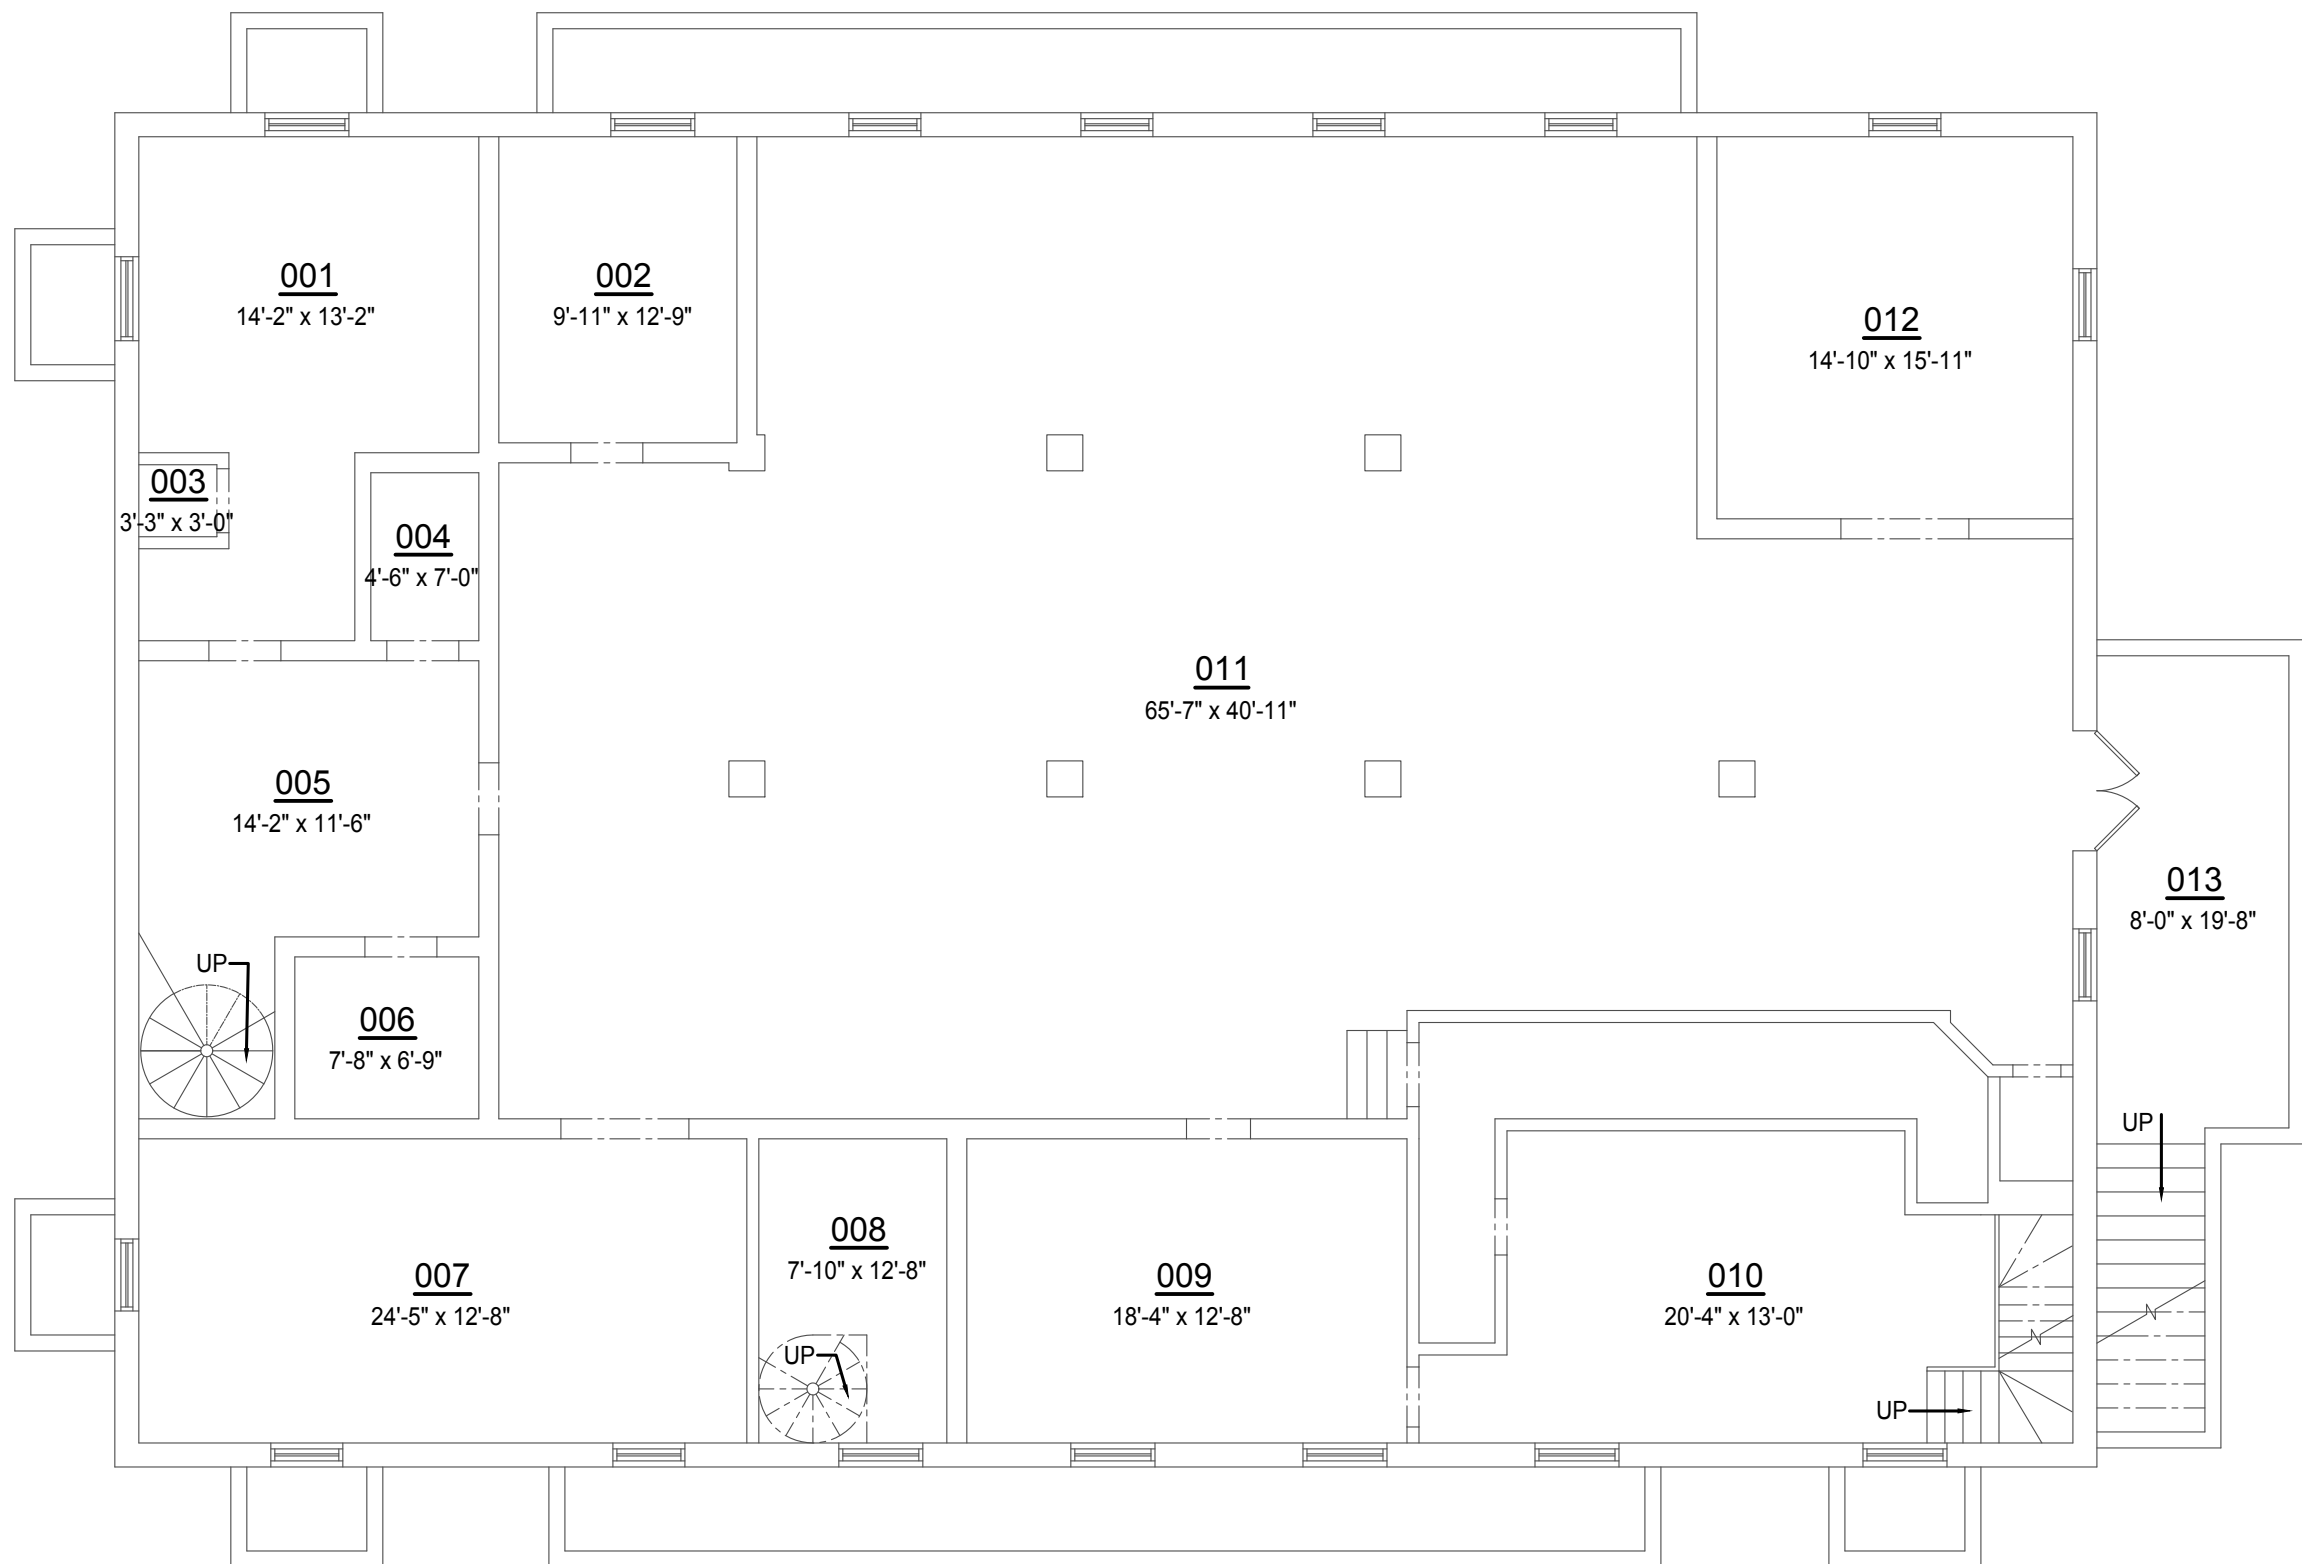 001
14'-2" x 13'-2"
002
9'-11" x 12'-9"
012
14'-10" x 15'-11"
003
3'-3" x 3'-0"
004
4'-6" x 7'-0"
011
65'-7" x 40'-11"
005
14'-2" x 11'-6"
013
8'-0" x 19'-8"
UP
006
7'-8" x 6'-9"
UP
008
7'-10" x 12'-8"
007
24'-5" x 12'-8"
009
18'-4" x 12'-8"
010
20'-4" x 13'-0"
UP
UP